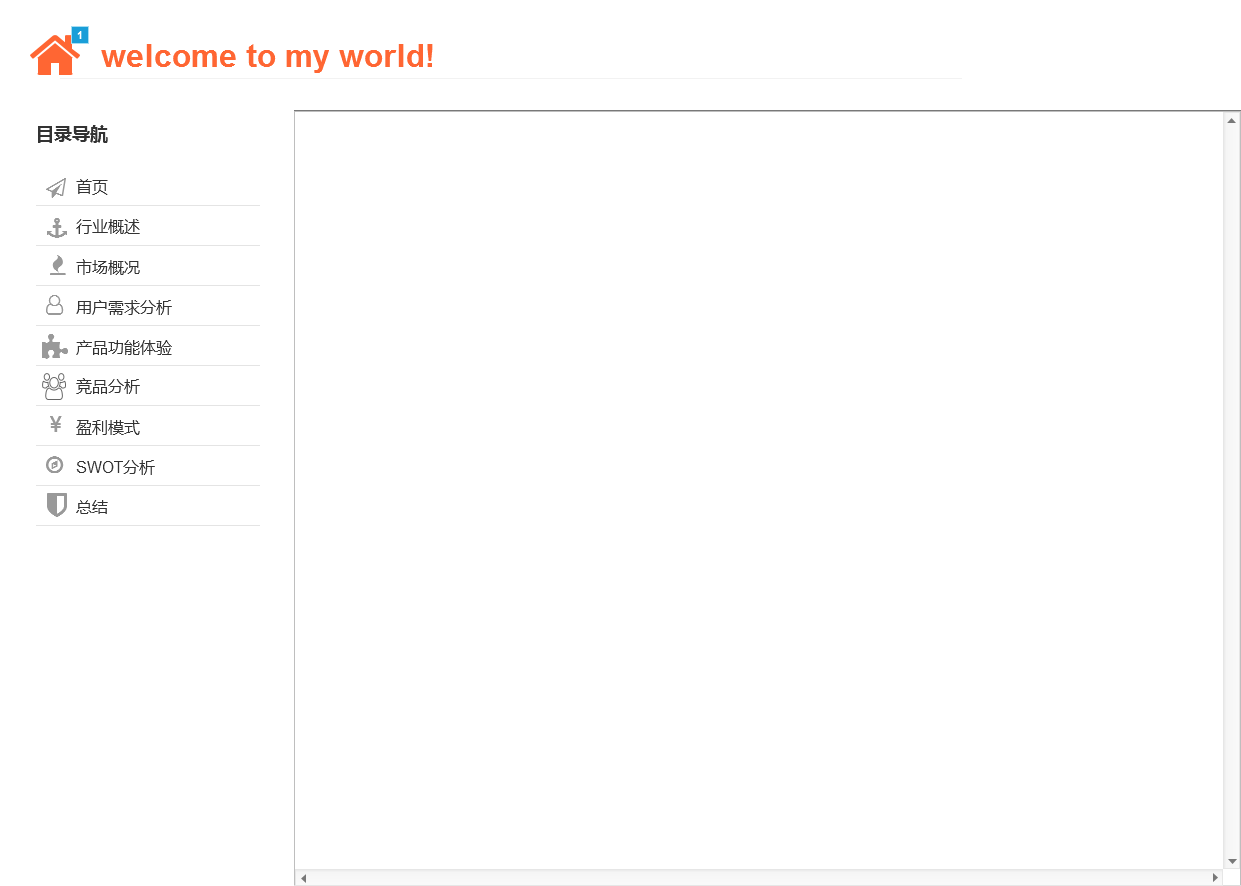 1
welcome to my world!
目录导航
首页
行业概述
市场概况
用户需求分析
产品功能体验
竞品分析
¥ 盈利模式
SWOT分析
总结